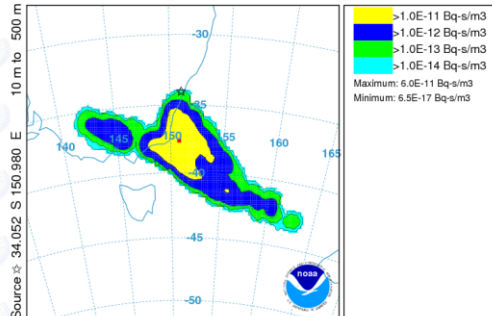 Source ☆ 34.0552 S 150.980 E 10 m to 500 m
-30
-35
140
145
150
155
160
165
-40
-45
-50
noaa
>1.0E-11 Bq-s/m3
>1.0E-12 Bq-s/m3
>1.0E-13 Bq-s/m3
>1.0E-14 Bq-s/m3
Maximum: 6.0E-11 Bq-s/m3
Minimum: 6.5E-17 Bq-s/m3